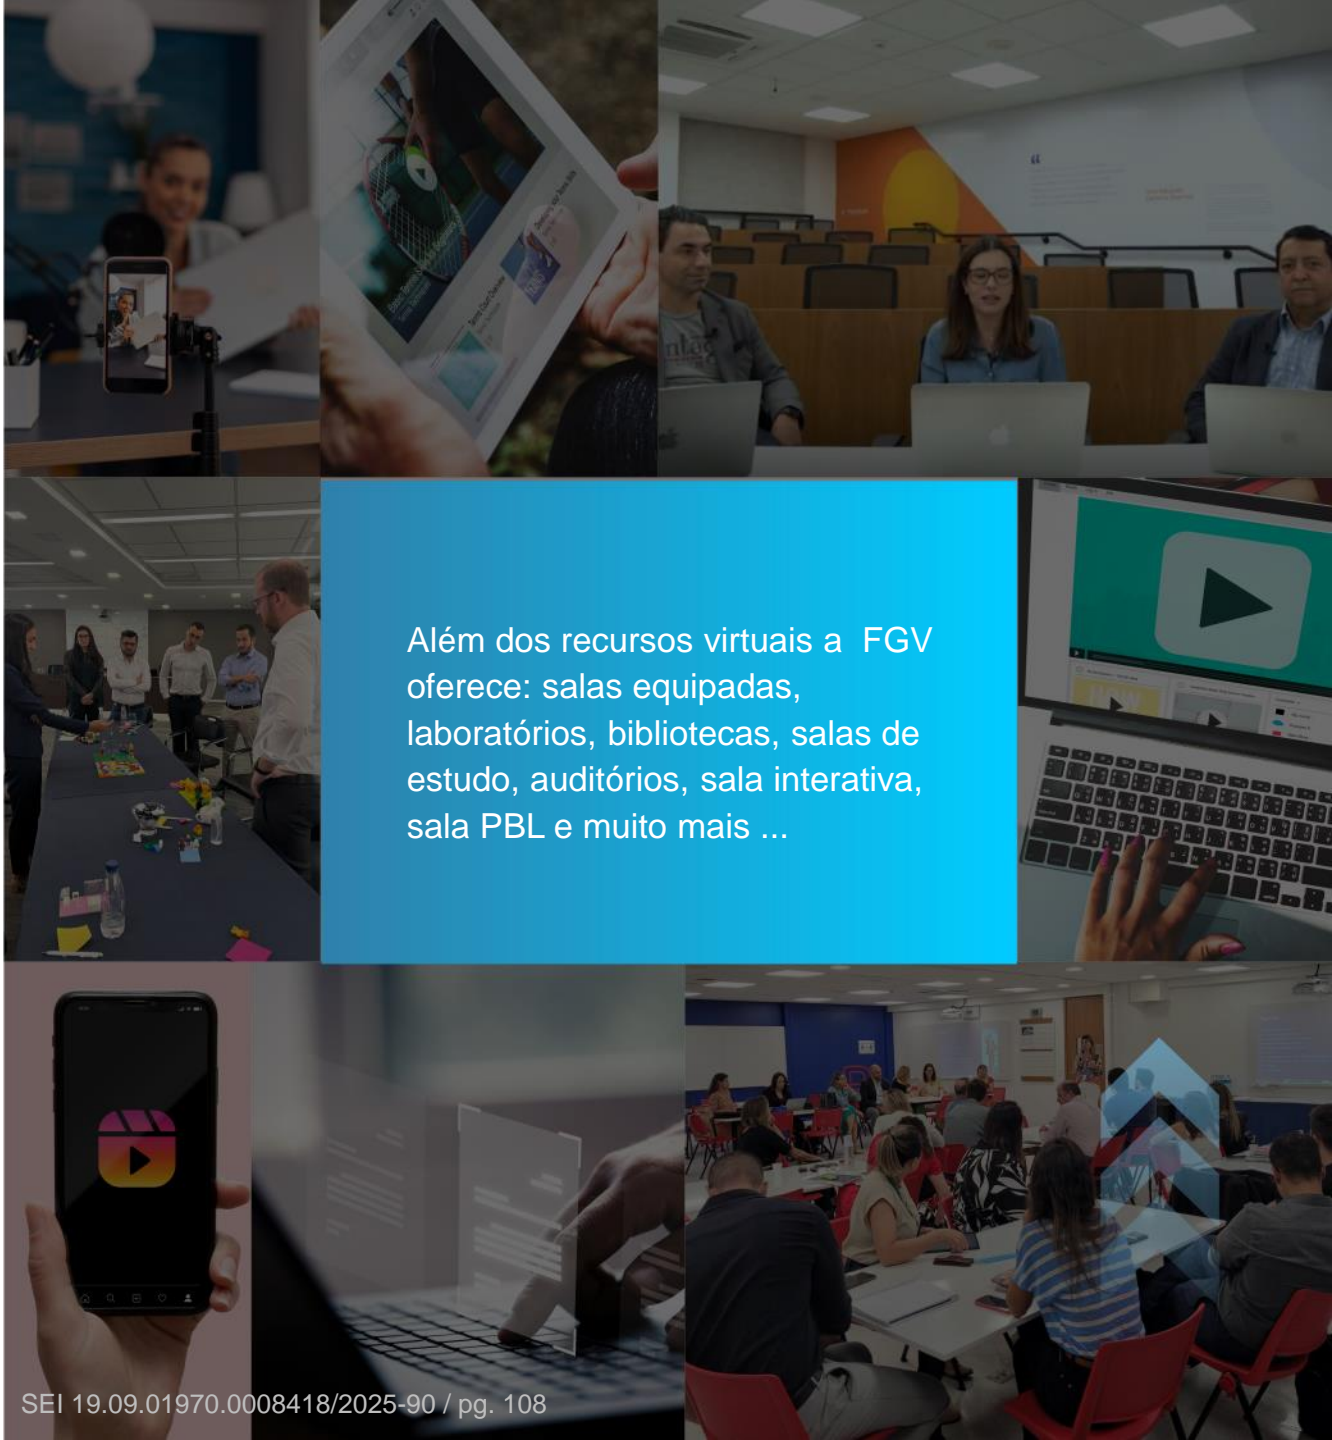 Além dos recursos virtuais a  FGV
oferece: salas equipadas,
laboratórios, bibliotecas, salas de
estudo, auditórios, sala interativa,
sala PBL e muito mais ...
SEI 19.09.01970.0008418/2025-90 / pg. 108